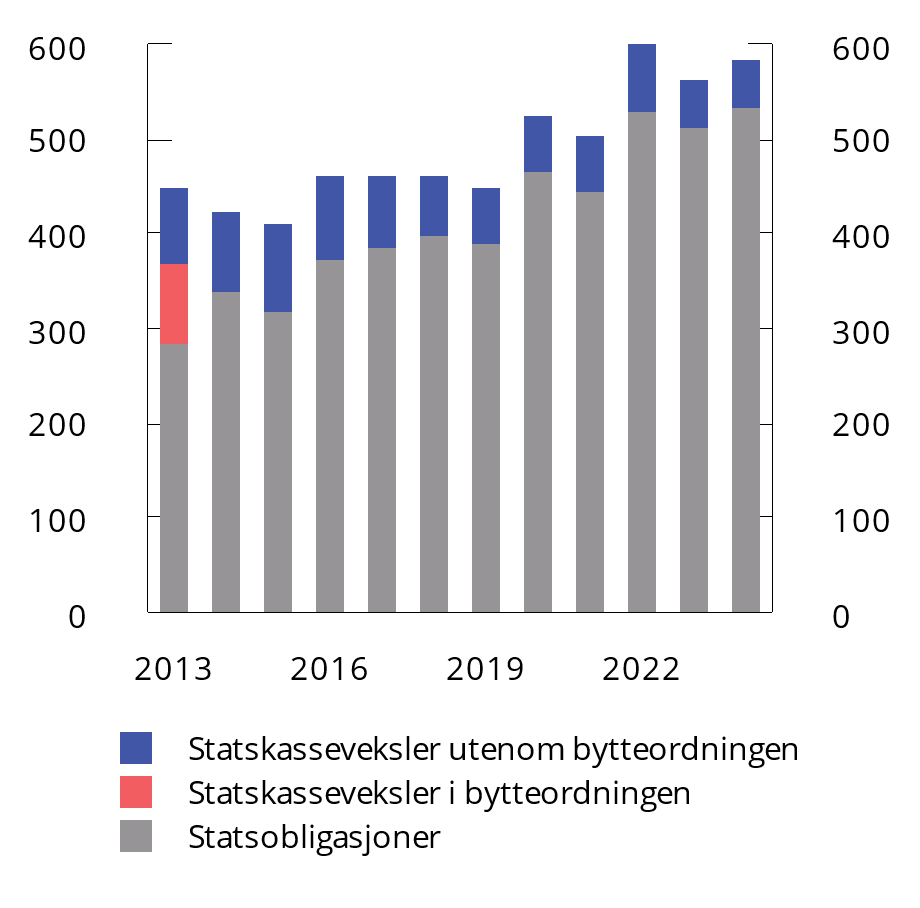 600 600
500 500
400 400
300 300
200 200
100 100
0 0
2013 2016 2019 2022
Statskasseveksler utenom bytteordningen
Statskasseveksler i bytteordningen
Statsobligasjoner